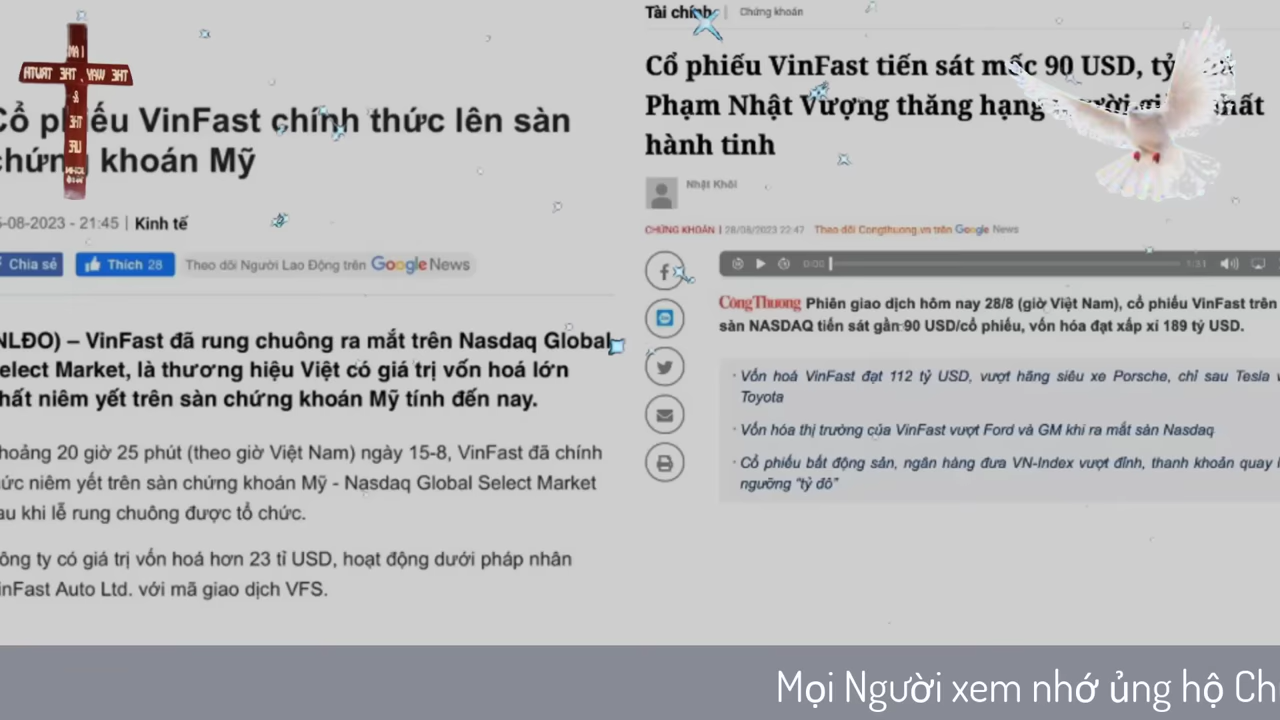 Cổ phiếu VinFast chính thức lên sàn
chứng khoán Mỹ
-08-2023 - 21:45 | Kinh tế
Chia sẻ
Thích 28
Theo dõi Người Lao Động trên Google News
NLĐO) – VinFast đã rung chuông ra mắt trên Nasdaq Global
elect Market, là thương hiệu Việt có giá trị vốn hoá lớn
hất niêm yết trên sàn chứng khoán Mỹ tính đến nay.
hoảng 20 giờ 25 phút (theo giờ Việt Nam) ngày 15-8, VinFast đã chính
ức niêm yết trên sàn chứng khoán Mỹ - Nasdaq Global Select Market
au khi lễ rung chuông được tổ chức.
ông ty có giá trị vốn hoá hơn 23 tỉ USD, hoạt động dưới pháp nhân
inFast Auto Ltd. với mã giao dịch VFS.
Tài chính | Chứng khoán
Cổ phiếu VinFast tiến sát mốc 90 USD, tỷ
Phạm Nhật Vượng thăng hạng người nhất
hành tinh
Nhật Khôi
CHỨNG KHOÁN | 28/08/2023 22:47 Theo dõi Congthuong.vn trên Google News
0:00
1:31
CôngThương Phiên giao dịch hôm nay 28/8 (giờ Việt Nam), cổ phiếu VinFast trên
sàn NASDAQ tiến sát gần 90 USD/cổ phiếu, vốn hóa đạt xấp xỉ 189 tỷ USD.
Vốn hoá VinFast đạt 112 tỷ USD, vượt hãng siêu xe Porsche, chỉ sau Tesla v
Toyota
Vốn hóa thị trường của VinFast vượt Ford và GM khi ra mắt sàn Nasdaq
Cổ phiếu bất động sản, ngân hàng đưa VN-Index vượt đỉnh, thanh khoản quay l
ngưỡng “tỷ đô”
Mọi Người xem nhớ ủng hộ Ch